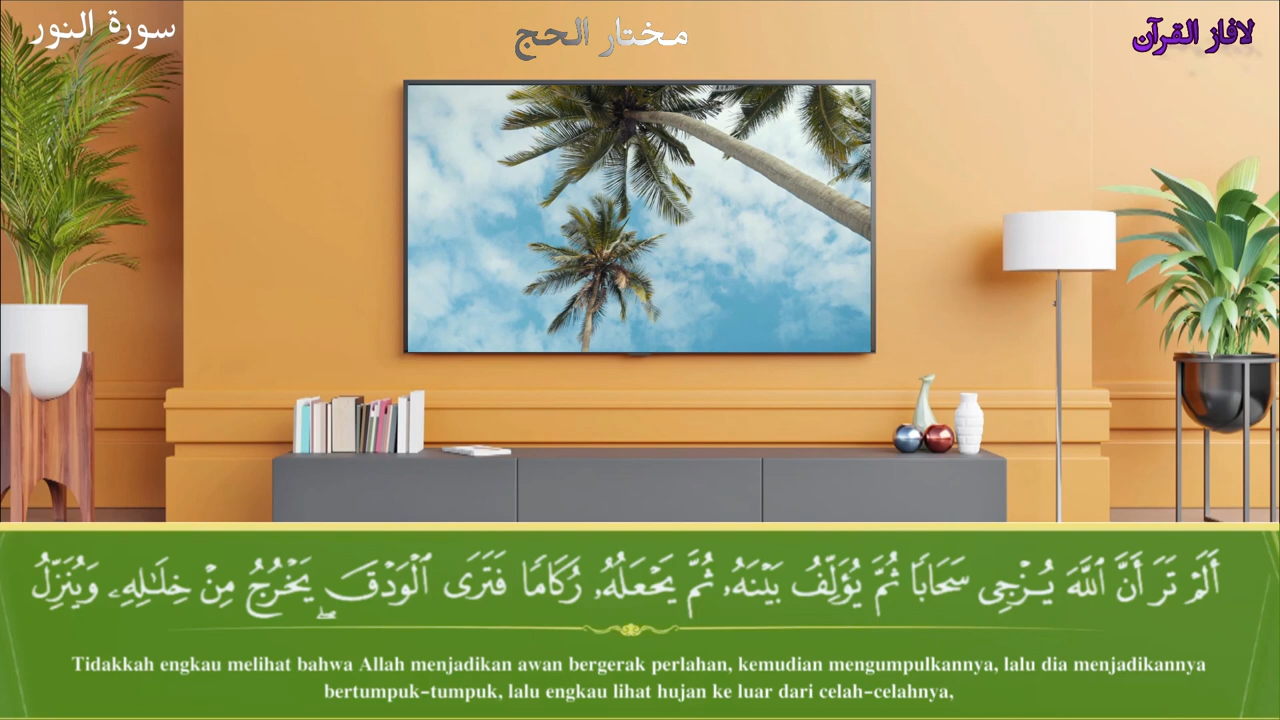 سورة النور
مختار الحج
لافاز القرآن
أَلَمْ تَرَ أَنَّ ٱللَّهَ يُزْجِى سَحَابًا ثُمَّ يُؤَلِّفُ بَيْنَهُۥ ثُمَّ يَجْعَلُهُۥ رُكَامًا فَتَرَى ٱلْوَدْقَ يَخْرُجُ مِنْ خِلَـٰلِهِۦ وَيُنَزِّلُ
Tidakkah engkau melihat bahwa Allah menjadikan awan bergerak perlahan, kemudian mengumpulkannya, lalu dia menjadikannya
bertumpuk-tumpuk, lalu engkau lihat hujan ke luar dari celah-celahnya,